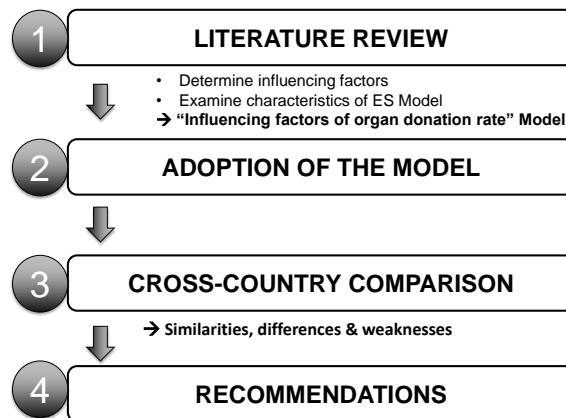 1 LITERATURE REVIEW
• Determine influencing factors
• Examine characteristics of ES Model
→ “Influencing factors of organ donation rate” Model
2 ADOPTION OF THE MODEL
3 CROSS-COUNTRY COMPARISON
→ Similarities, differences & weaknesses
4 RECOMMENDATIONS